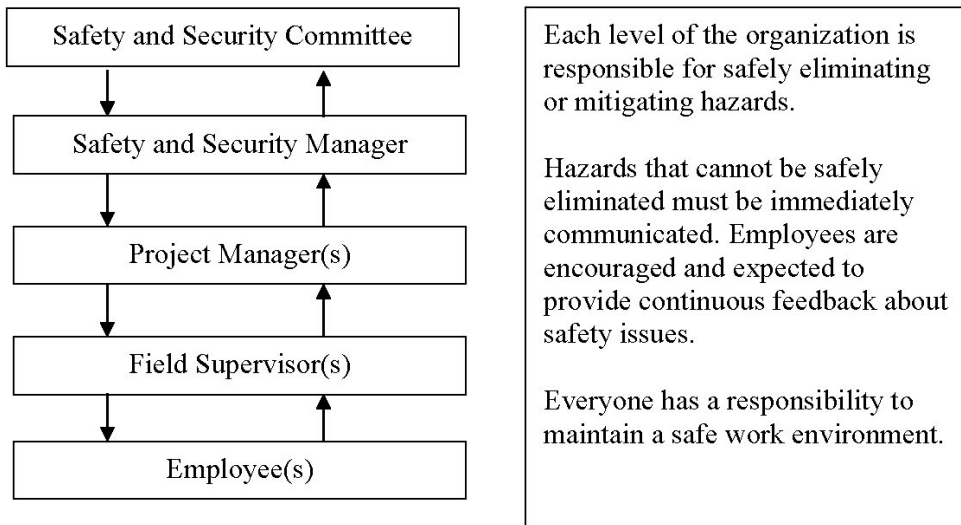 Safety and Security Committee
Safety and Security Manager
Project Manager(s)
Field Supervisor(s)
Employee(s)
Each level of the organization is
responsible for safely eliminating
or mitigating hazards.
Hazards that cannot be safely
eliminated must be immediately
communicated. Employees are
encouraged and expected to
provide continuous feedback about
safety issues.
Everyone has a responsibility to
maintain a safe work environment.